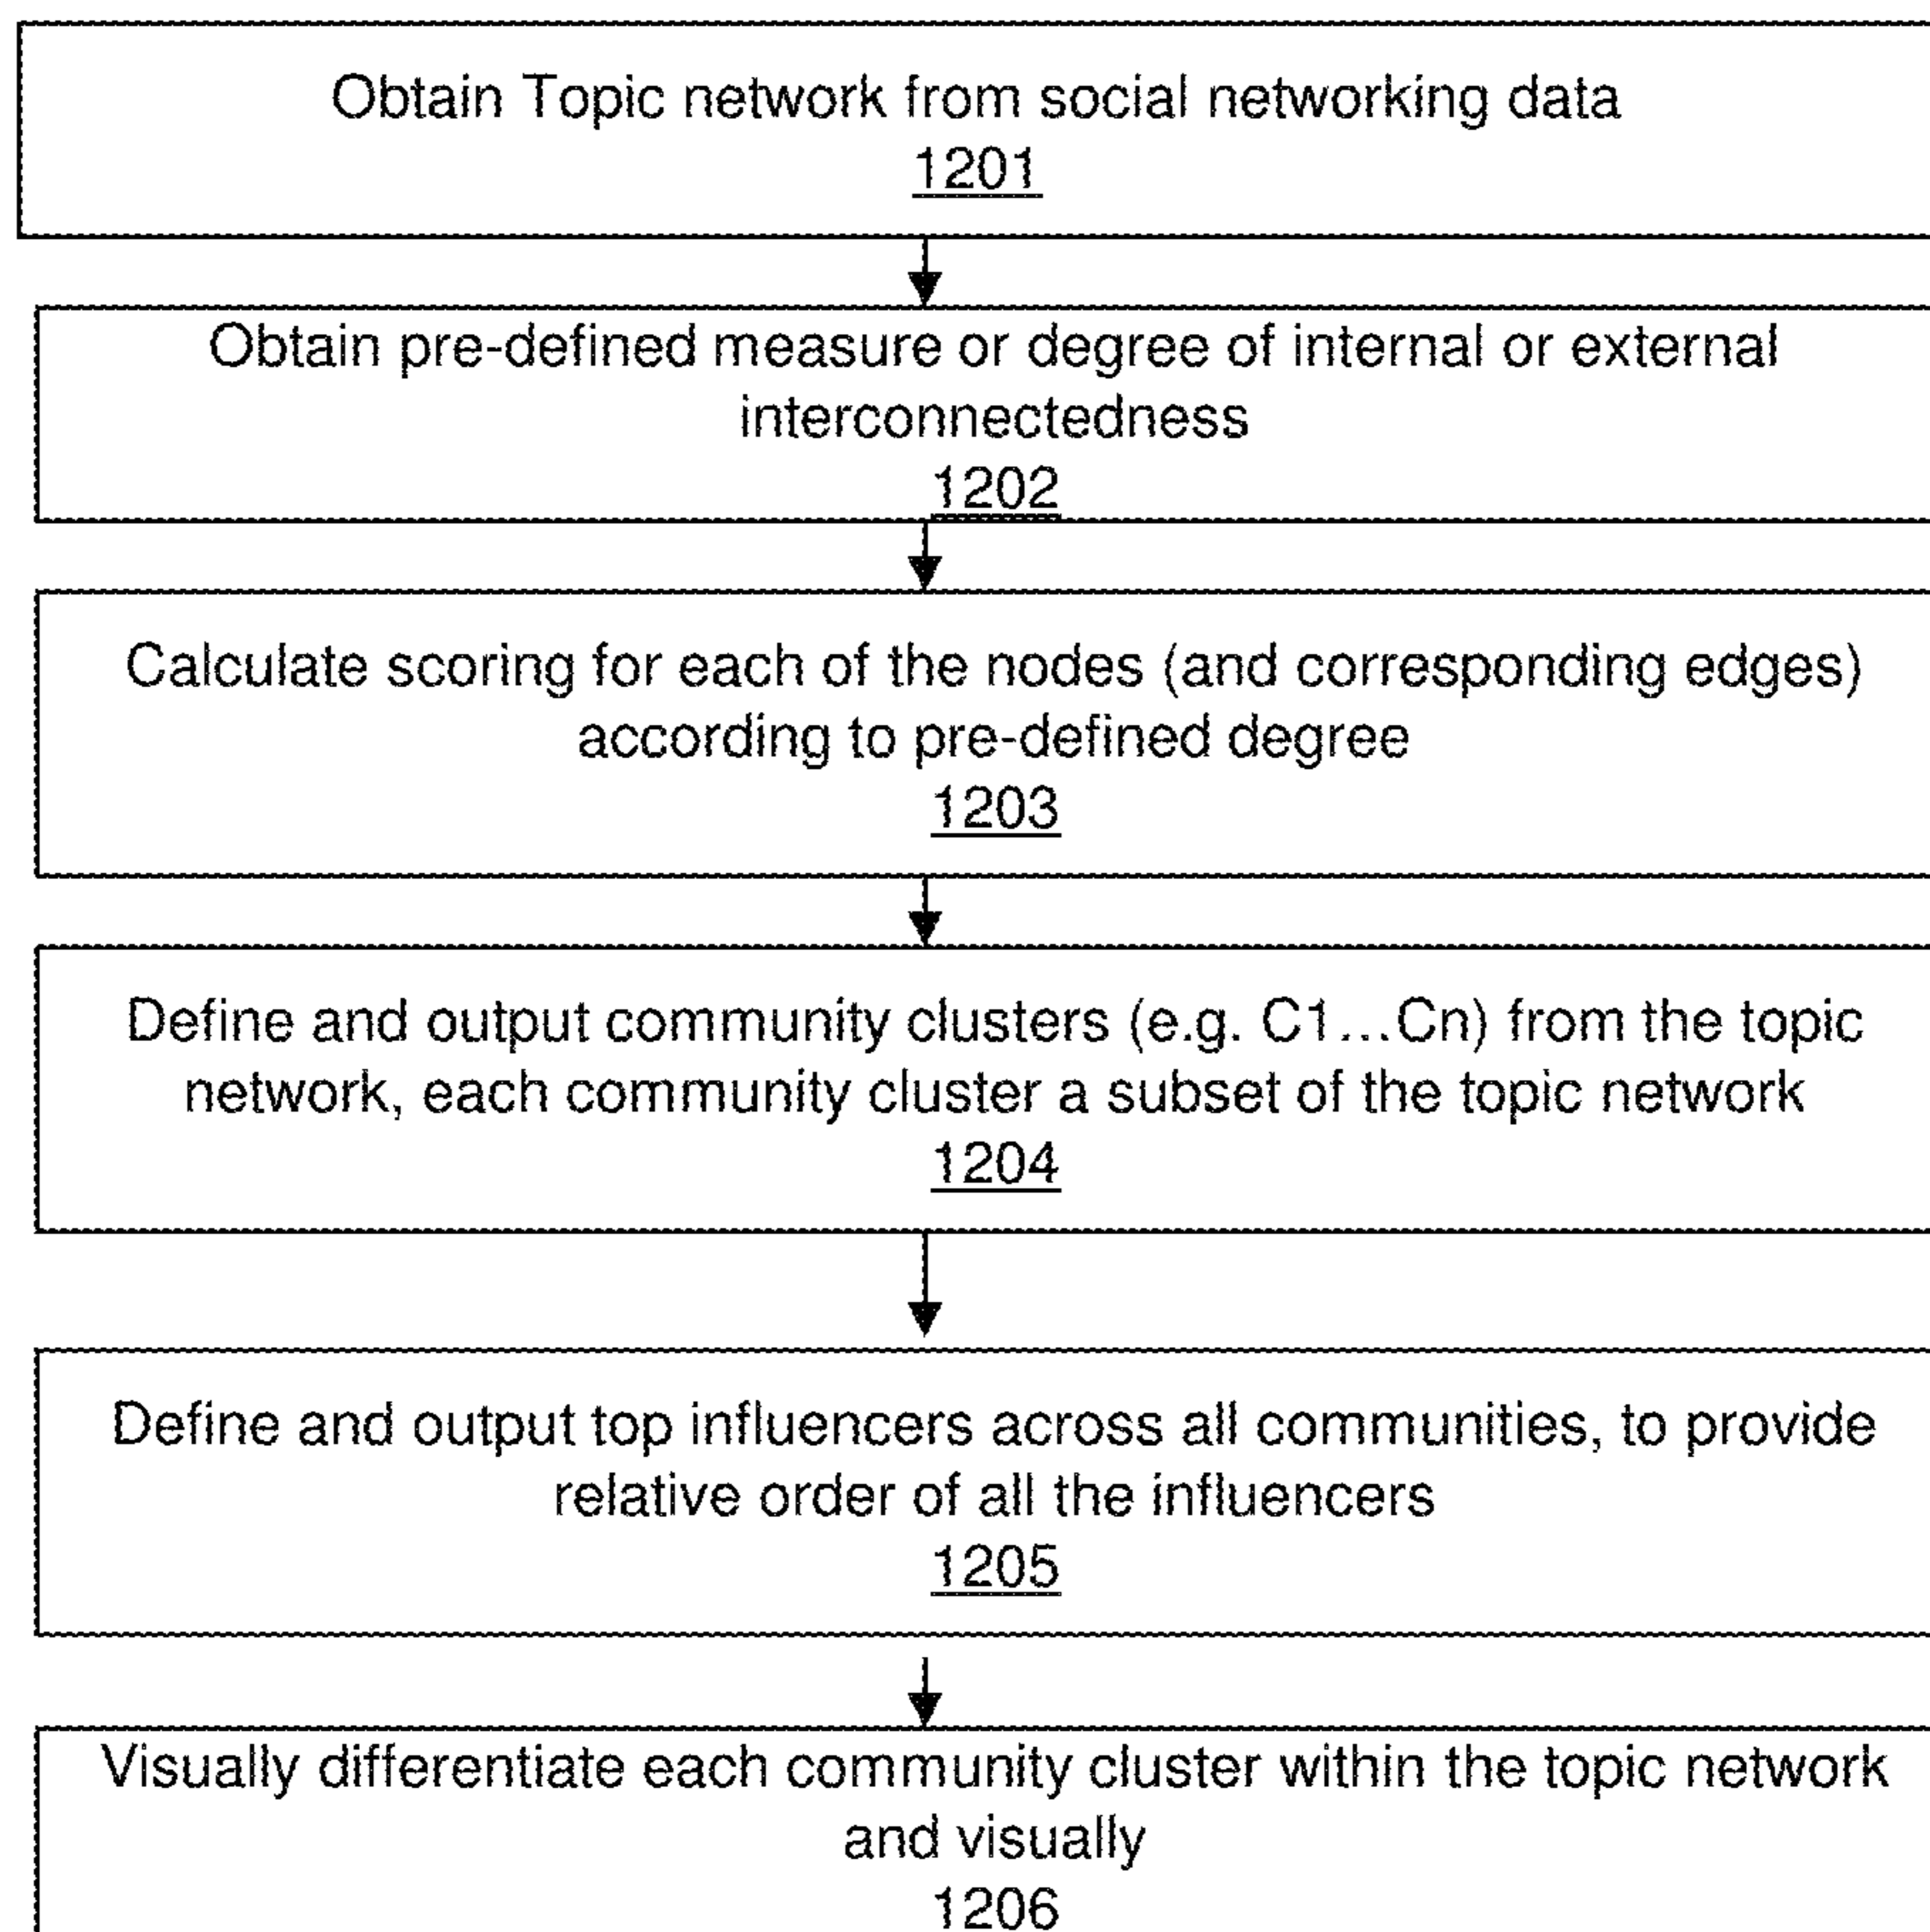 Obtain Topic network from social networking data
1201
Obtain pre-defined measure or degree of internal or external
interconnectedness
1202
Calculate scoring for each of the nodes (and corresponding edges)
according to pre-defined degree
1203
Define and output community clusters (e.g. C1...Cn) from the topic
network, each community cluster a subset of the topic network
1204
Define and output top influencers across all communities, to provide
relative order of all the influencers
1205
Visually differentiate each community cluster within the topic network
and visually
1206